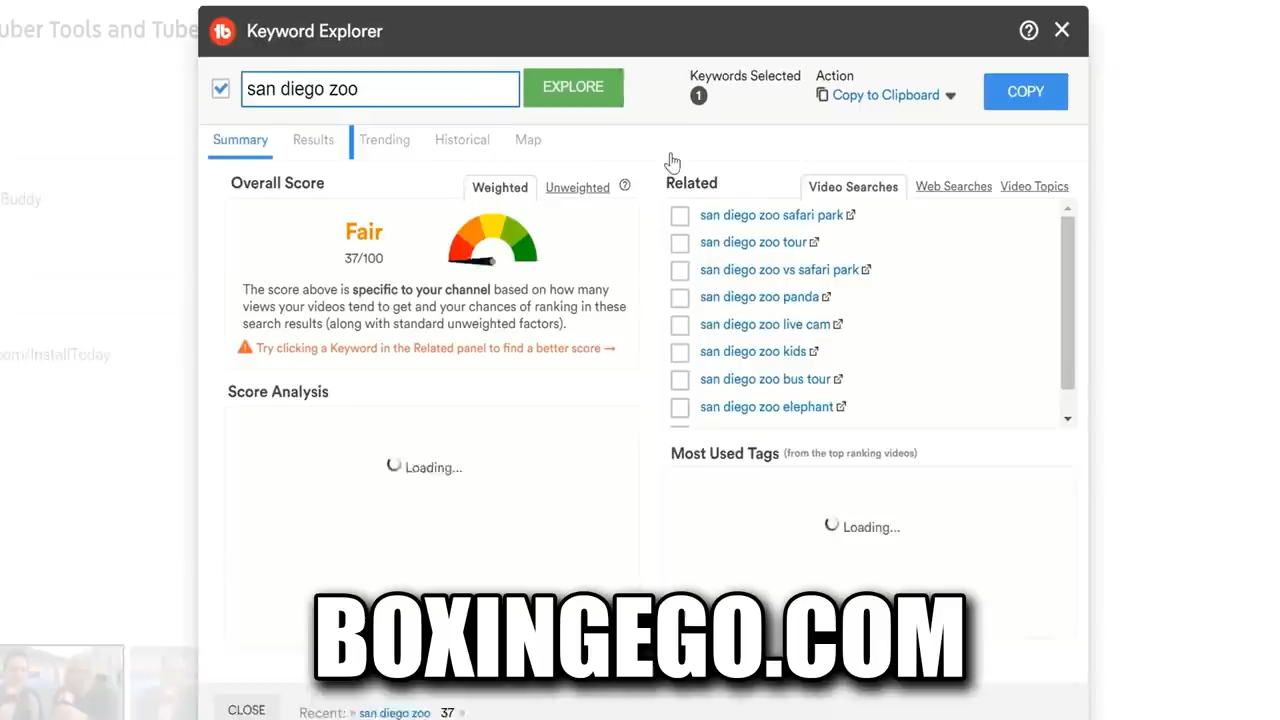 uber Tools and Tube
Keyword Explorer
san diego zoo
EXPLORE
Keywords Selected
1
Action
Copy to Clipboard
COPY
Summary
Results
Trending
Historical
Map
Overall Score
Weighted
Unweighted
Fair
37/100
The score above is specific to your channel based on how many
views your videos tend to get and your chances of ranking in these
search results (along with standard unweighted factors).
Try clicking a Keyword in the Related panel to find a better score →
Related
Video Searches
Web Searches
Video Topics
san diego zoo safari park
san diego zoo tour
san diego zoo vs safari park
san diego zoo panda
san diego zoo live cam
san diego zoo kids
san diego zoo bus tour
san diego zoo elephant
Buddy
om/InstallToday
Score Analysis
Loading...
Most Used Tags (from the top ranking videos)
Loading...
BOXINGEGO.COM
CLOSE
Recent: » san diego zoo 37